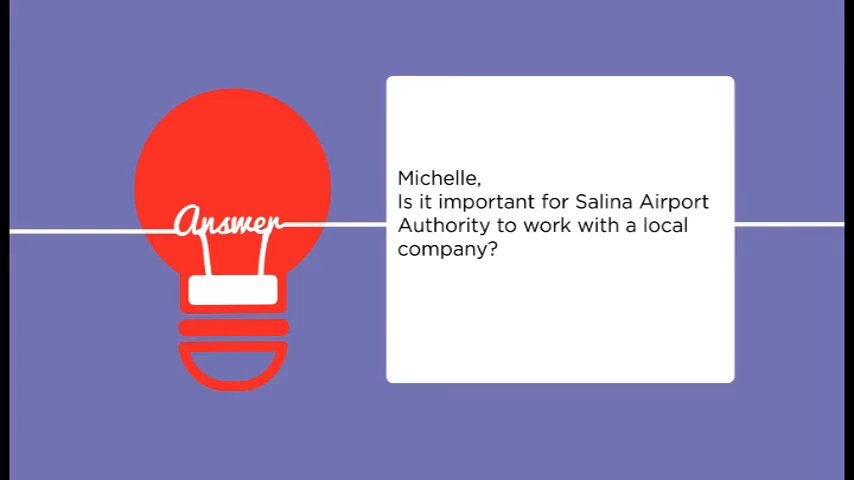 Answer
Michelle,
Is it important for Salina Airport
Authority to work with a local
company?